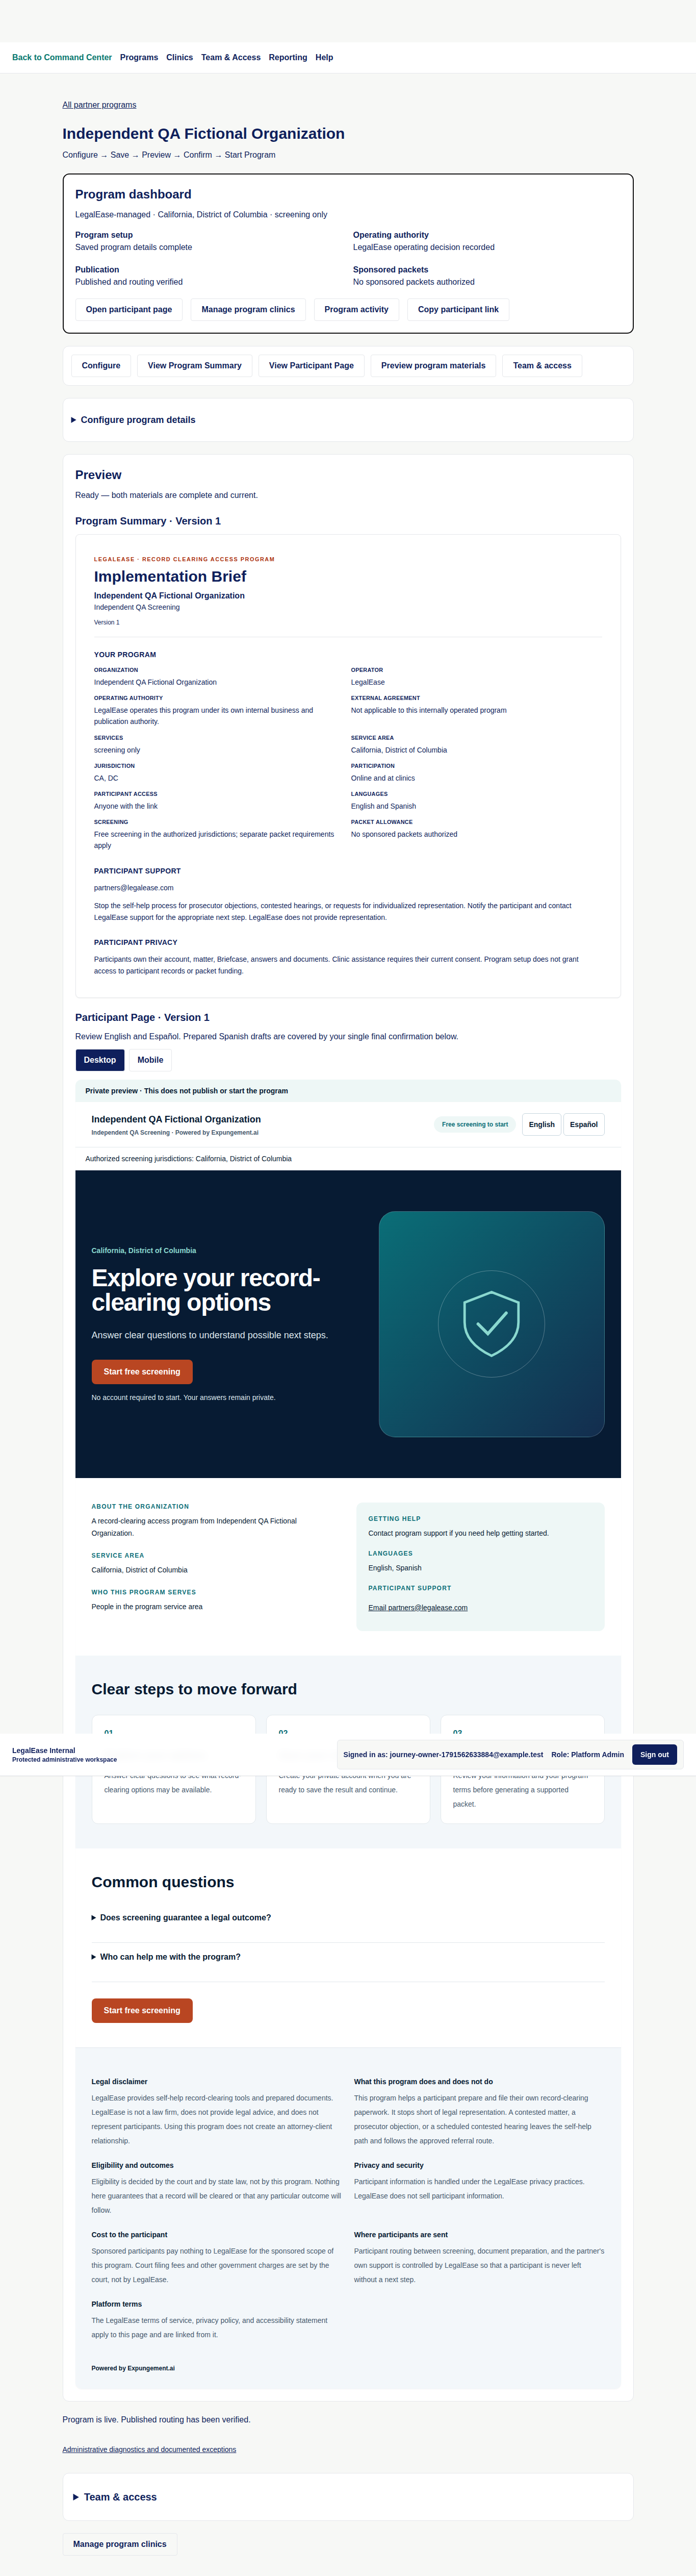 Back to Command Center Programs Clinics Team & Access Reporting Help
All partner programs
Independent QA Fictional Organization
Configure → Save → Preview → Confirm → Start Program
Program dashboard
LegalEase-managed · California, District of Columbia · screening only
Program setup
Saved program details complete
Operating authority
LegalEase operating decision recorded
Publication
Published and routing verified
Sponsored packets
No sponsored packets authorized
Open participant page Manage program clinics Program activity Copy participant link
Configure View Program Summary View Participant Page Preview program materials Team & access
Configure program details
Preview
Ready — both materials are complete and current.
Program Summary · Version 1
LEGALEASE · RECORD CLEARING ACCESS PROGRAM
Implementation Brief
Independent QA Fictional Organization
Independent QA Screening
Version 1
YOUR PROGRAM
ORGANIZATION
Independent QA Fictional Organization
OPERATOR
LegalEase
OPERATING AUTHORITY
LegalEase operates this program under its own internal business and
publication authority.
EXTERNAL AGREEMENT
Not applicable to this internally operated program
SERVICES
screening only
SERVICE AREA
California, District of Columbia
JURISDICTION
CA, DC
PARTICIPATION
Online and at clinics
PARTICIPANT ACCESS
Anyone with the link
LANGUAGES
English and Spanish
SCREENING
Free screening in the authorized jurisdictions; separate packet requirements
apply
PACKET ALLOWANCE
No sponsored packets authorized
PARTICIPANT SUPPORT
partners@legalease.com
Stop the self-help process for prosecutor objections, contested hearings, or requests for individualized representation. Notify the participant and contact
LegalEase support for the appropriate next step. LegalEase does not provide representation.
PARTICIPANT PRIVACY
Participants own their account, matter, Briefcase, answers and documents. Clinic assistance requires their current consent. Program setup does not grant
access to participant records or packet funding.
Participant Page · Version 1
Review English and Español. Prepared Spanish drafts are covered by your single final confirmation below.
Desktop Mobile
Private preview · This does not publish or start the program
Independent QA Fictional Organization
Independent QA Screening · Powered by Expungement.ai
Free screening to start English Español
Authorized screening jurisdictions: California, District of Columbia
California, District of Columbia
Explore your record-
clearing options
Answer clear questions to understand possible next steps.
Start free screening
No account required to start. Your answers remain private.
ABOUT THE ORGANIZATION
A record-clearing access program from Independent QA Fictional
Organization.
SERVICE AREA
California, District of Columbia
WHO THIS PROGRAM SERVES
People in the program service area
GETTING HELP
Contact program support if you need help getting started.
LANGUAGES
English, Spanish
PARTICIPANT SUPPORT
Email partners@legalease.com
Clear steps to move forward
01 02 03
LegalEase Internal
Protected administrative workspace
Signed in as: journey-owner-1791562633884@example.test Role: Platform Admin Sign out
Answer clear questions to see what record-
clearing options may be available.
Create your private account when you are
ready to save the result and continue.
Review your information and your program
terms before generating a supported
packet.
Common questions
Does screening guarantee a legal outcome?
Who can help me with the program?
Start free screening
Legal disclaimer
LegalEase provides self-help record-clearing tools and prepared documents.
LegalEase is not a law firm, does not provide legal advice, and does not
represent participants. Using this program does not create an attorney-client
relationship.
What this program does and does not do
This program helps a participant prepare and file their own record-clearing
paperwork. It stops short of legal representation. A contested matter, a
prosecutor objection, or a scheduled contested hearing leaves the self-help
path and follows the approved referral route.
Eligibility and outcomes
Eligibility is decided by the court and by state law, not by this program. Nothing
here guarantees that a record will be cleared or that any particular outcome will
follow.
Privacy and security
Participant information is handled under the LegalEase privacy practices.
LegalEase does not sell participant information.
Cost to the participant
Sponsored participants pay nothing to LegalEase for the sponsored scope of
this program. Court filing fees and other government charges are set by the
court, not by LegalEase.
Where participants are sent
Participant routing between screening, document preparation, and the partner's
own support is controlled by LegalEase so that a participant is never left
without a next step.
Platform terms
The LegalEase terms of service, privacy policy, and accessibility statement
apply to this page and are linked from it.
Powered by Expungement.ai
Program is live. Published routing has been verified.
Administrative diagnostics and documented exceptions
Team & access
Manage program clinics